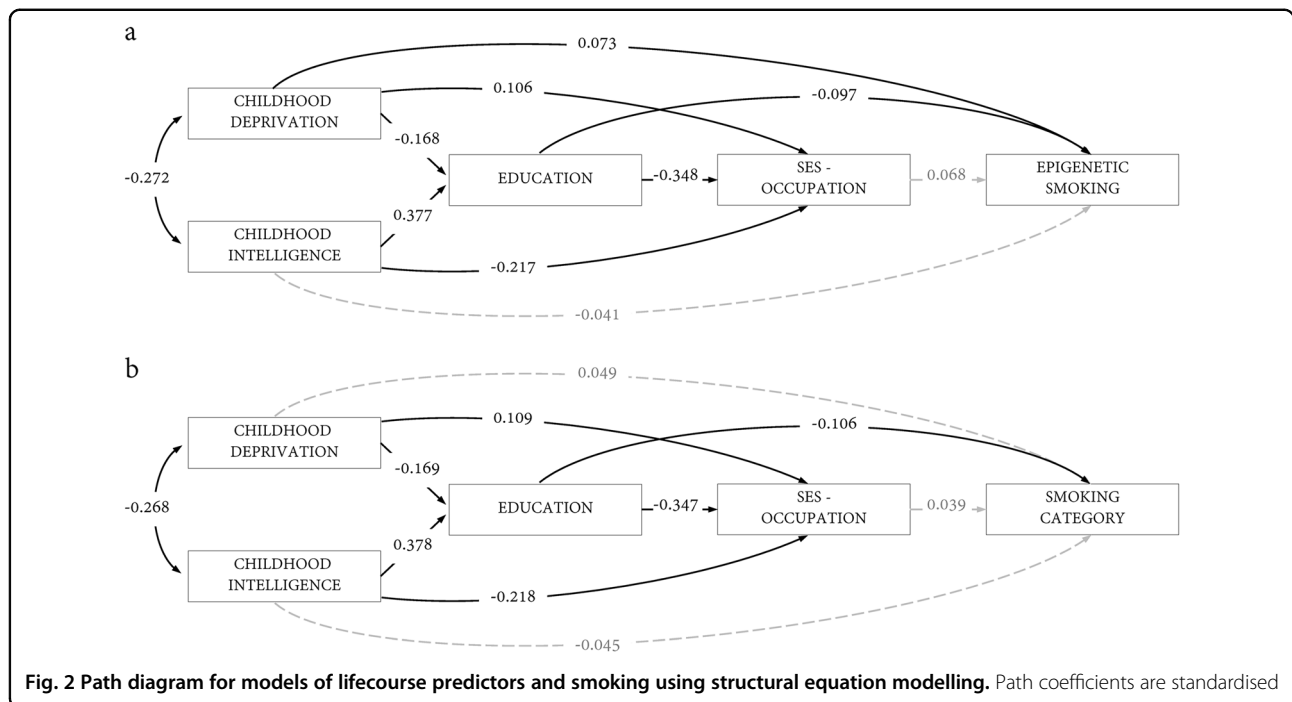 a
0.073
CHILDHOOD
DEPRIVATION
0.106
-0.097
-0.168
-0.272
EDUCATION
-0.348
SES -
OCCUPATION
0.068
EPIGENETIC
SMOKING
0.377
CHILDHOOD
INTELLIGENCE
-0.217
-0.041
b
0.049
CHILDHOOD
DEPRIVATION
0.109
-0.106
-0.169
-0.268
EDUCATION
-0.347
SES -
OCCUPATION
0.039
SMOKING
CATEGORY
0.378
CHILDHOOD
INTELLIGENCE
-0.218
-0.045
Fig. 2 Path diagram for models of lifecourse predictors and smoking using structural equation modelling. Path coefficients are standardised